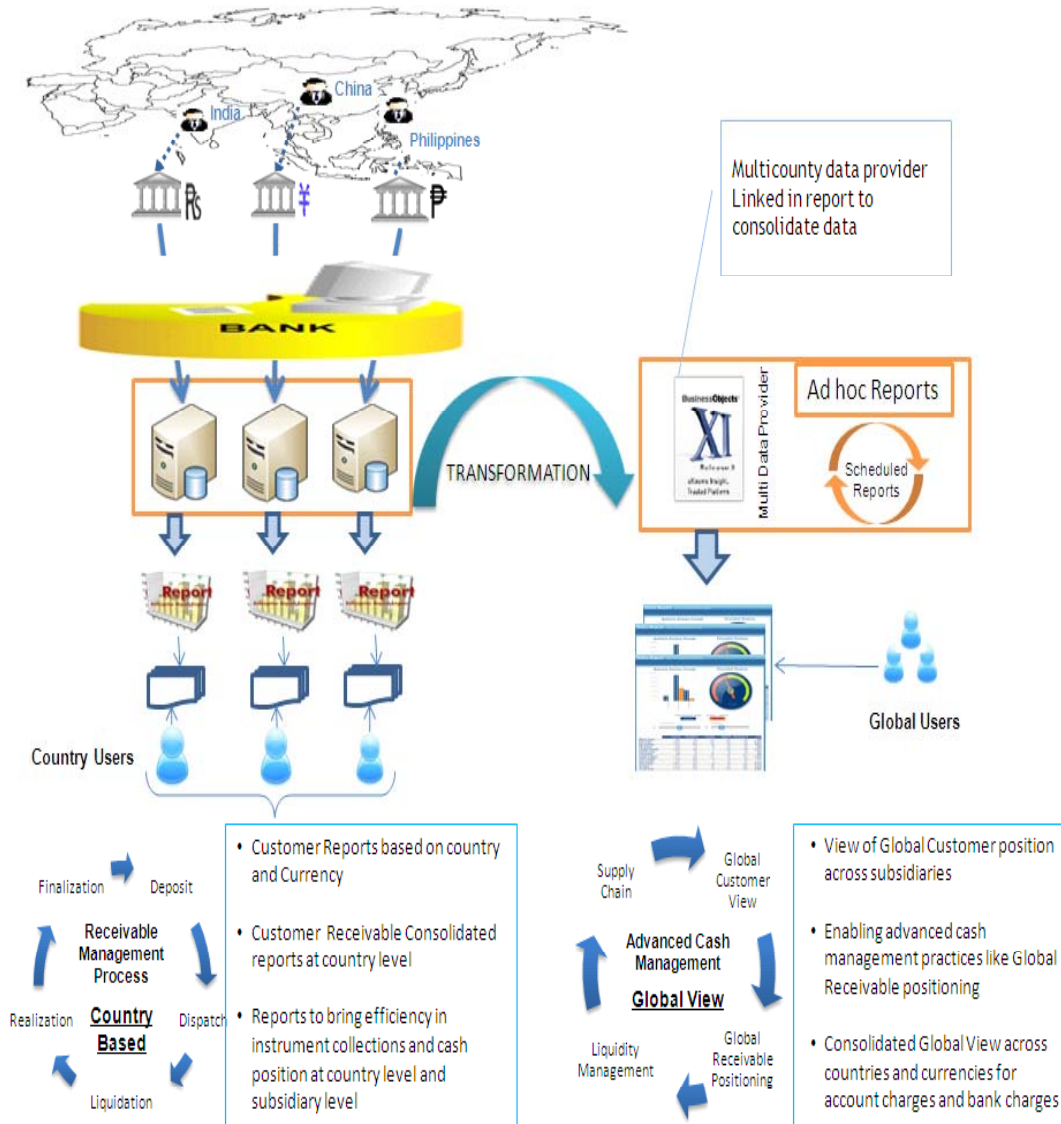 China
India
Philippines
₨
¥
₱
Multicounty data provider
Linked in report to
consolidate data
BANK
Ad hoc Reports
BusinessObjects
XI
Release II
Trusted Platform
Multi Data Provider
Scheduled
Reports
TRANSFORMATION
Report
Report
Report
Country Users
Global Users
Finalization
Deposit
Receivable
Management
Process
Realization
Country
Based
Dispatch
Liquidation
• Customer Reports based on country
and Currency
• Customer Receivable Consolidated
reports at country level
• Reports to bring efficiency in
instrument collections and cash
position at country level and
subsidiary level
Supply
Chain
Global
Customer
View
Advanced Cash
Management
Global View
Liquidity
Management
Global
Receivable
Positioning
• View of Global Customer position
across subsidiaries
• Enabling advanced cash
management practices like Global
Receivable positioning
• Consolidated Global View across
countries and currencies for
account charges and bank charges